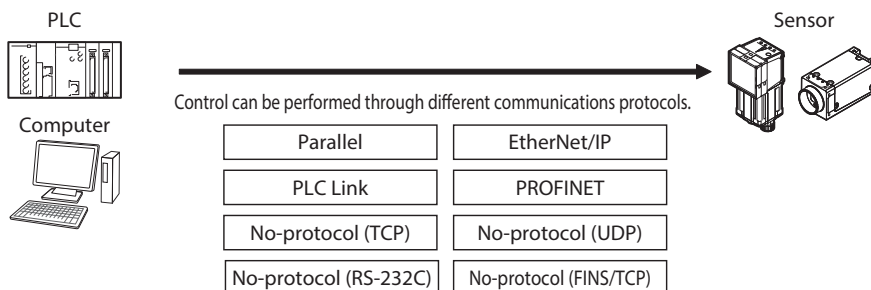 PLC
Sensor
Control can be performed through different communications protocols.
Computer
Parallel
EtherNet/IP
PLC Link
PROFINET
No-protocol (TCP)
No-protocol (UDP)
No-protocol (RS-232C)
No-protocol (FINS/TCP)